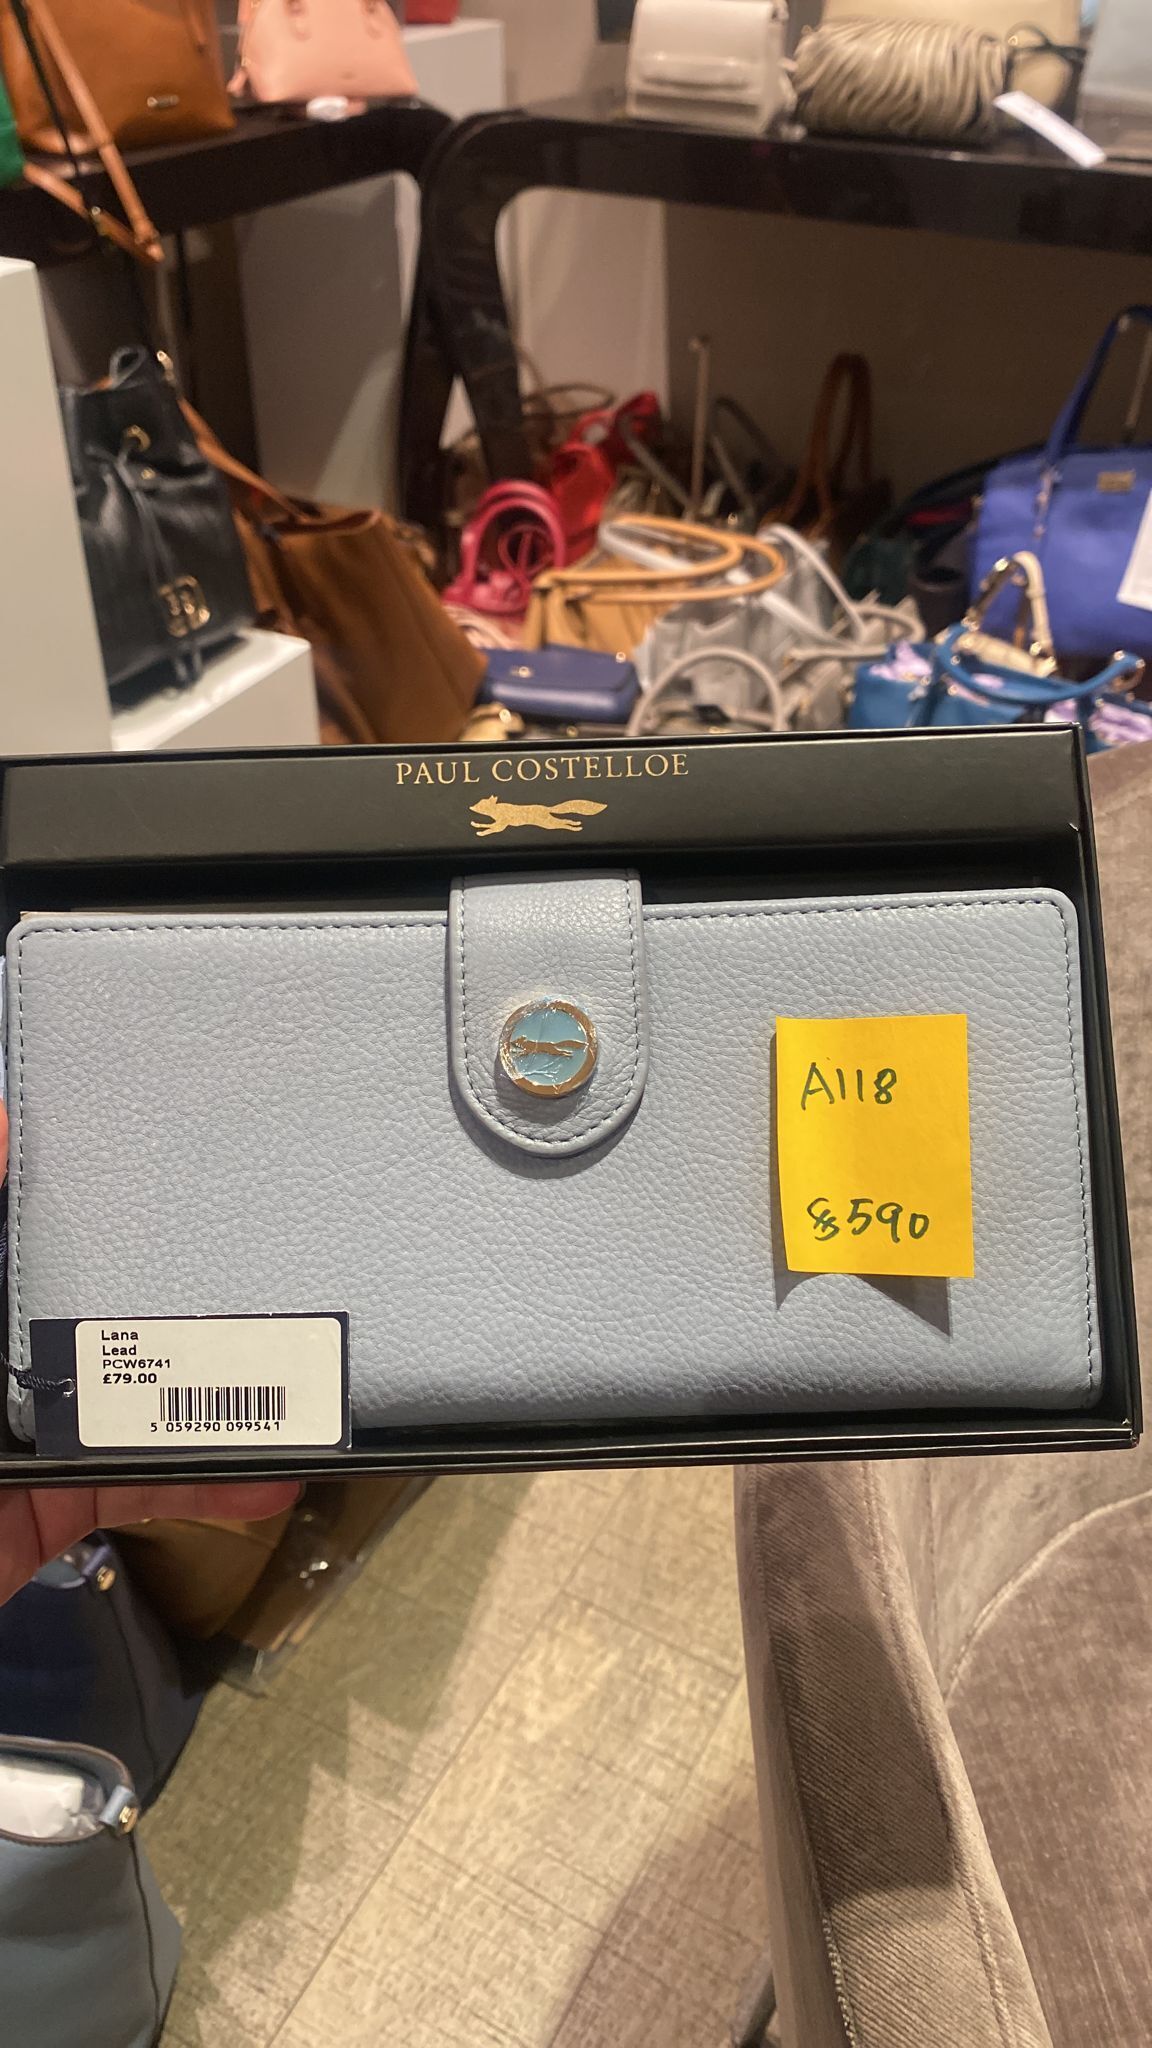 PAUL COSTELLOE
A118
$590
Lana
Lead
PCW6741
£79.00
5 059290 099541